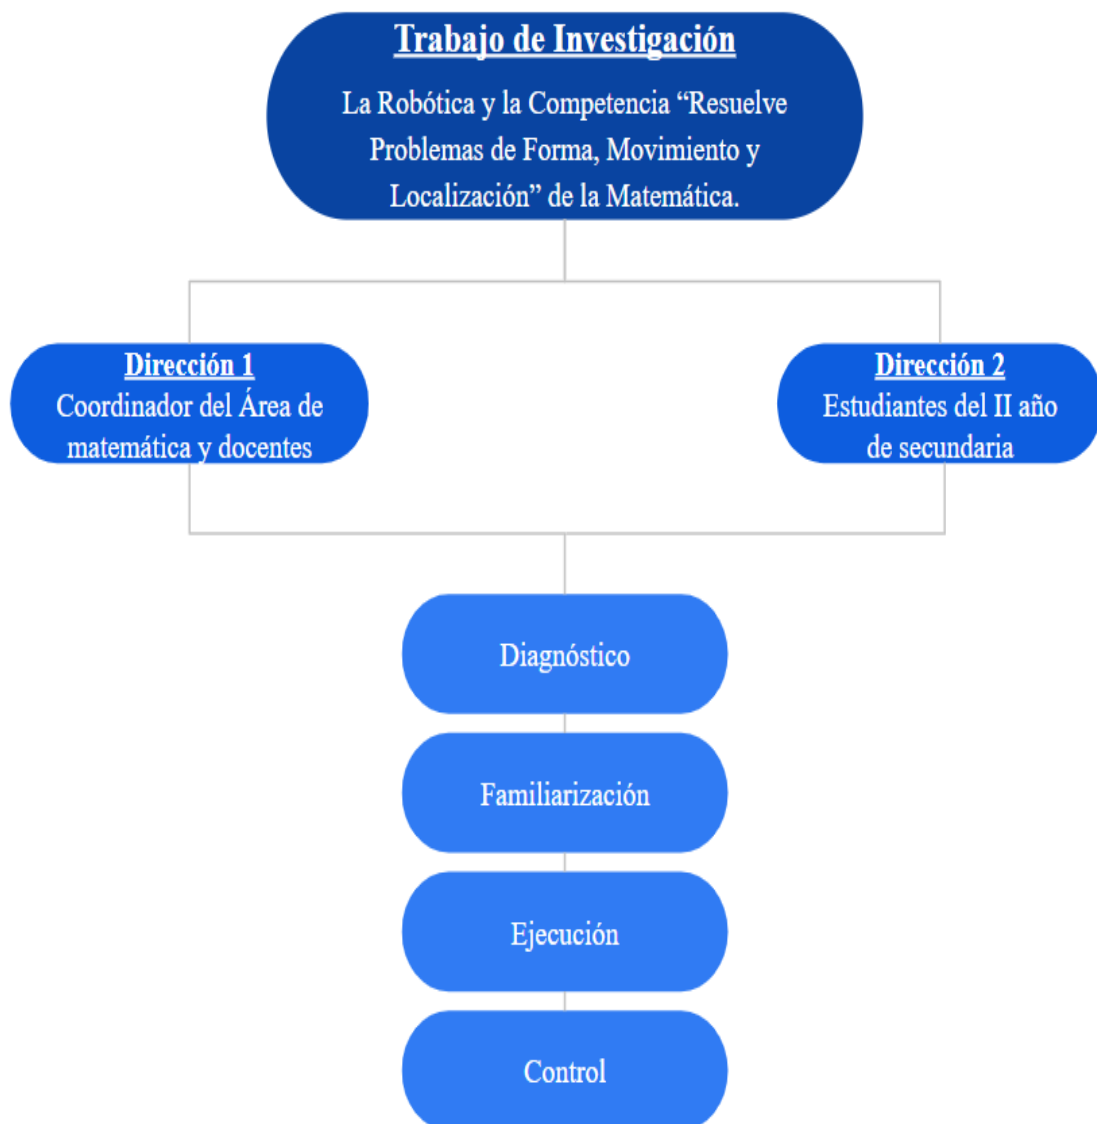 Trabajo de Investigación
La Robótica y la Competencia “Resuelve
Problemas de Forma, Movimiento y
Localización” de la Matemática.
Dirección 1
Coordinador del Área de
matemática y docentes
Dirección 2
Estudiantes del II año
de secundaria
Diagnóstico
Familiarización
Ejecución
Control